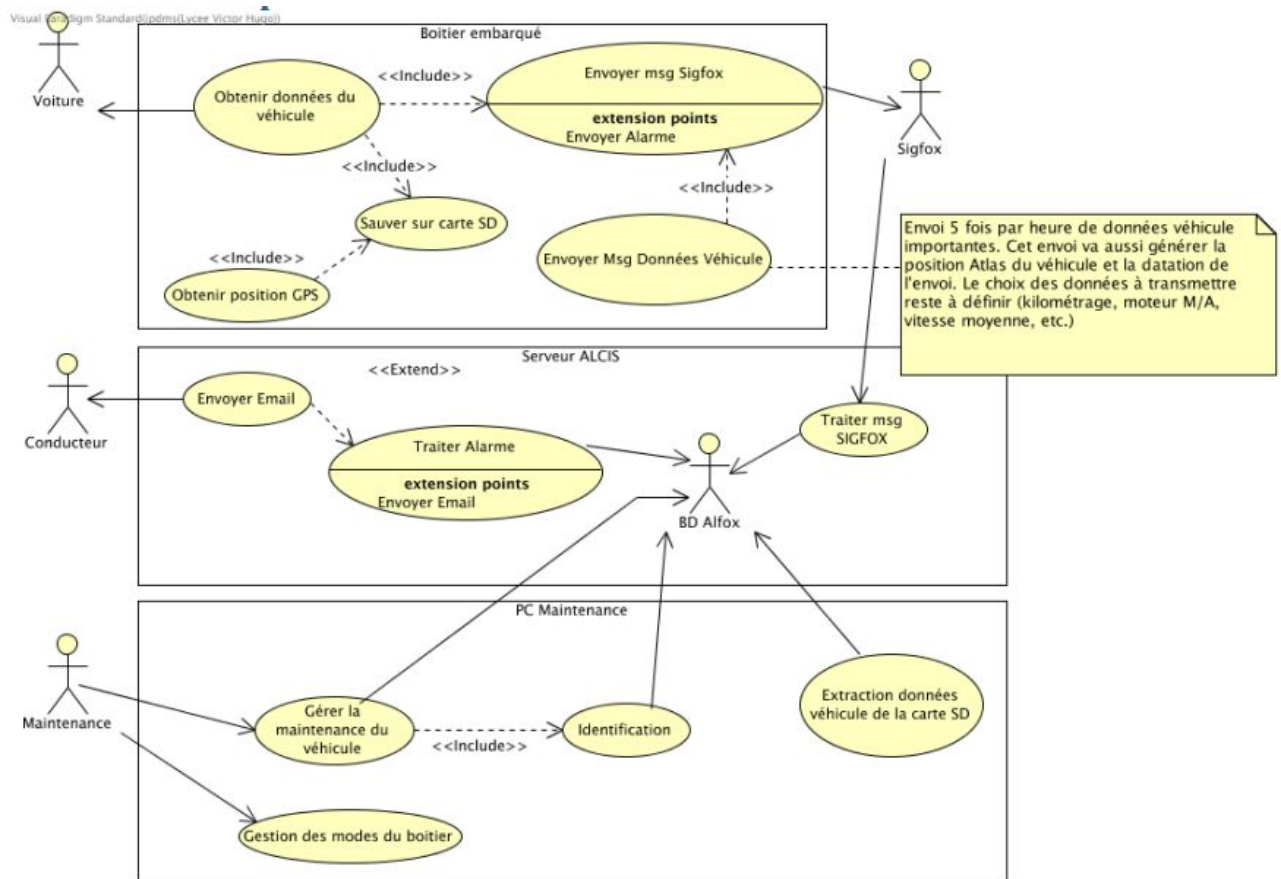 Visual Paradigm Standard(jpdms(Lycee Victor Hugo))
Boitier embarqué
Voiture
Obtenir données du
véhicule
<<Include>>
Envoyer msg Sigfox
extension points
Envoyer Alarme
Sigfox
<<Include>>
<<Include>>
Sauver sur carte SD
<<Include>>
Obtenir position GPS
Envoyer Msg Données Véhicule
Envoi 5 fois par heure de données véhicule
importantes. Cet envoi va aussi générer la
position Atlas du véhicule et la datation de
l'envoi. Le choix des données à transmettre
reste à définir (kilométrage, moteur M/A,
vitesse moyenne, etc.)
Serveur ALCIS
<<Extend>>
Conducteur
Envoyer Email
Traiter Alarme
extension points
Envoyer Email
Traiter msg
SIGFOX
BD Alfox
PC Maintenance
Maintenance
Gérer la
maintenance du
véhicule
<<Include>>
Identification
Extraction données
véhicule de la carte SD
Gestion des modes du boitier